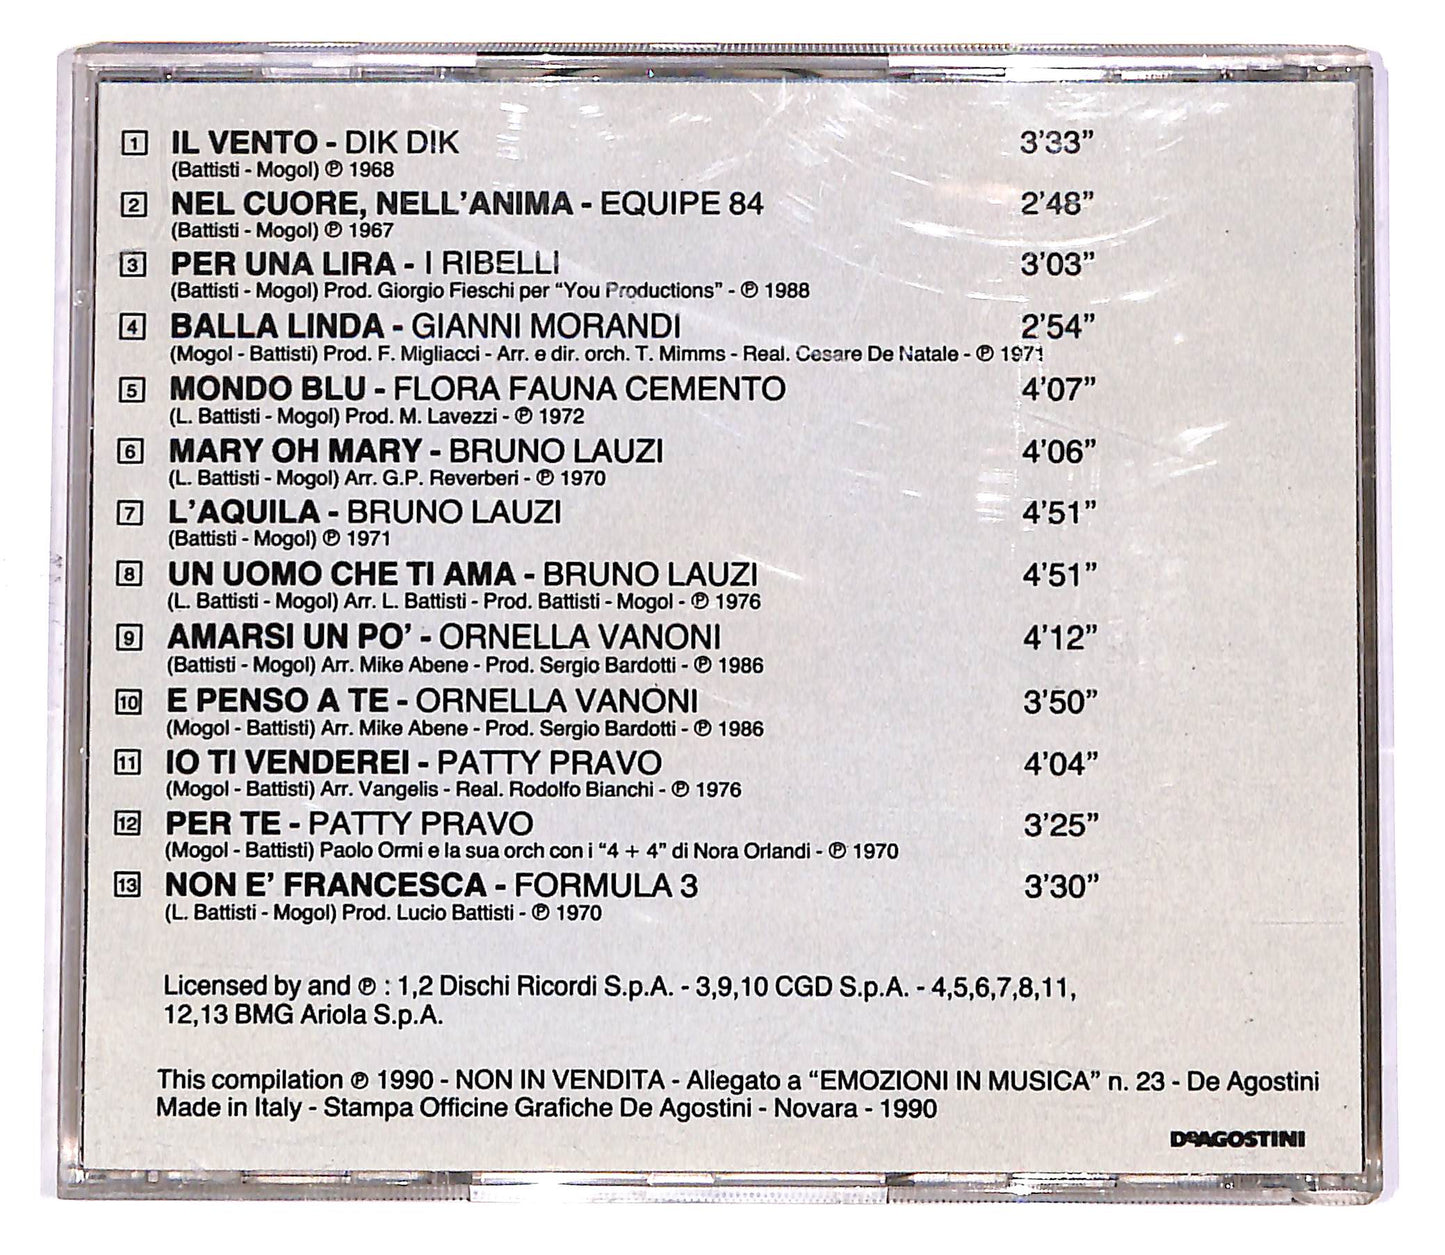 1 IL VENTO - DIK DIK 3'33"
(Battisti - Mogol) ℗ 1968
2 NEL CUORE, NELL'ANIMA - EQUIPE 84 2'48"
(Battisti - Mogol) ℗ 1967
3 PER UNA LIRA - I RIBELLI 3'03"
(Battisti - Mogol) Prod. Giorgio Fieschi per "You Productions" - ℗ 1988
4 BALLA LINDA - GIANNI MORANDI 2'54"
(Mogol - Battisti) Prod. F. Migliacci - Arr. e dir. orch. T. Mimms - Real. Cesare De Natale - ℗ 1971
5 MONDO BLU - FLORA FAUNA CEMENTO 4'07"
(L. Battisti - Mogol) Prod. M. Lavezzi - ℗ 1972
6 MARY OH MARY - BRUNO LAUZI 4'06"
(L. Battisti - Mogol) Arr. G.P. Reverberi - ℗ 1970
7 L'AQUILA - BRUNO LAUZI 4'51"
(Battisti - Mogol) ℗ 1971
8 UN UOMO CHE TI AMA - BRUNO LAUZI 4'51"
(L. Battisti - Mogol) Arr. L. Battisti - Prod. Battisti - Mogol - ℗ 1976
9 AMARSI UN PO' - ORNELLA VANONI 4'12"
(Battisti - Mogol) Arr. Mike Abene - Prod. Sergio Bardotti - ℗ 1986
10 E PENSO A TE - ORNELLA VANONI 3'50"
(Mogol - Battisti) Arr. Mike Abene - Prod. Sergio Bardotti - ℗ 1986
11 IO TI VENDEREI - PATTY PRAVO 4'04"
(Mogol - Battisti) Arr. Vangelis - Real. Rodolfo Bianchi - ℗ 1976
12 PER TE - PATTY PRAVO 3'25"
(Mogol - Battisti) Paolo Ormi e la sua orch con i "4 + 4" di Nora Orlandi - ℗ 1970
13 NON E' FRANCESCA - FORMULA 3 3'30"
(L. Battisti - Mogol) Prod. Lucio Battisti - ℗ 1970
Licensed by and ℗ : 1,2 Dischi Ricordi S.p.A. - 3,9,10 CGD S.p.A. - 4,5,6,7,8,11,
12,13 BMG Ariola S.p.A.
This compilation ℗ 1990 - NON IN VENDITA - Allegato a "EMOZIONI IN MUSICA" n. 23 - De Agostini
Made in Italy - Stampa Officine Grafiche De Agostini - Novara - 1990
DeAGOSTINI